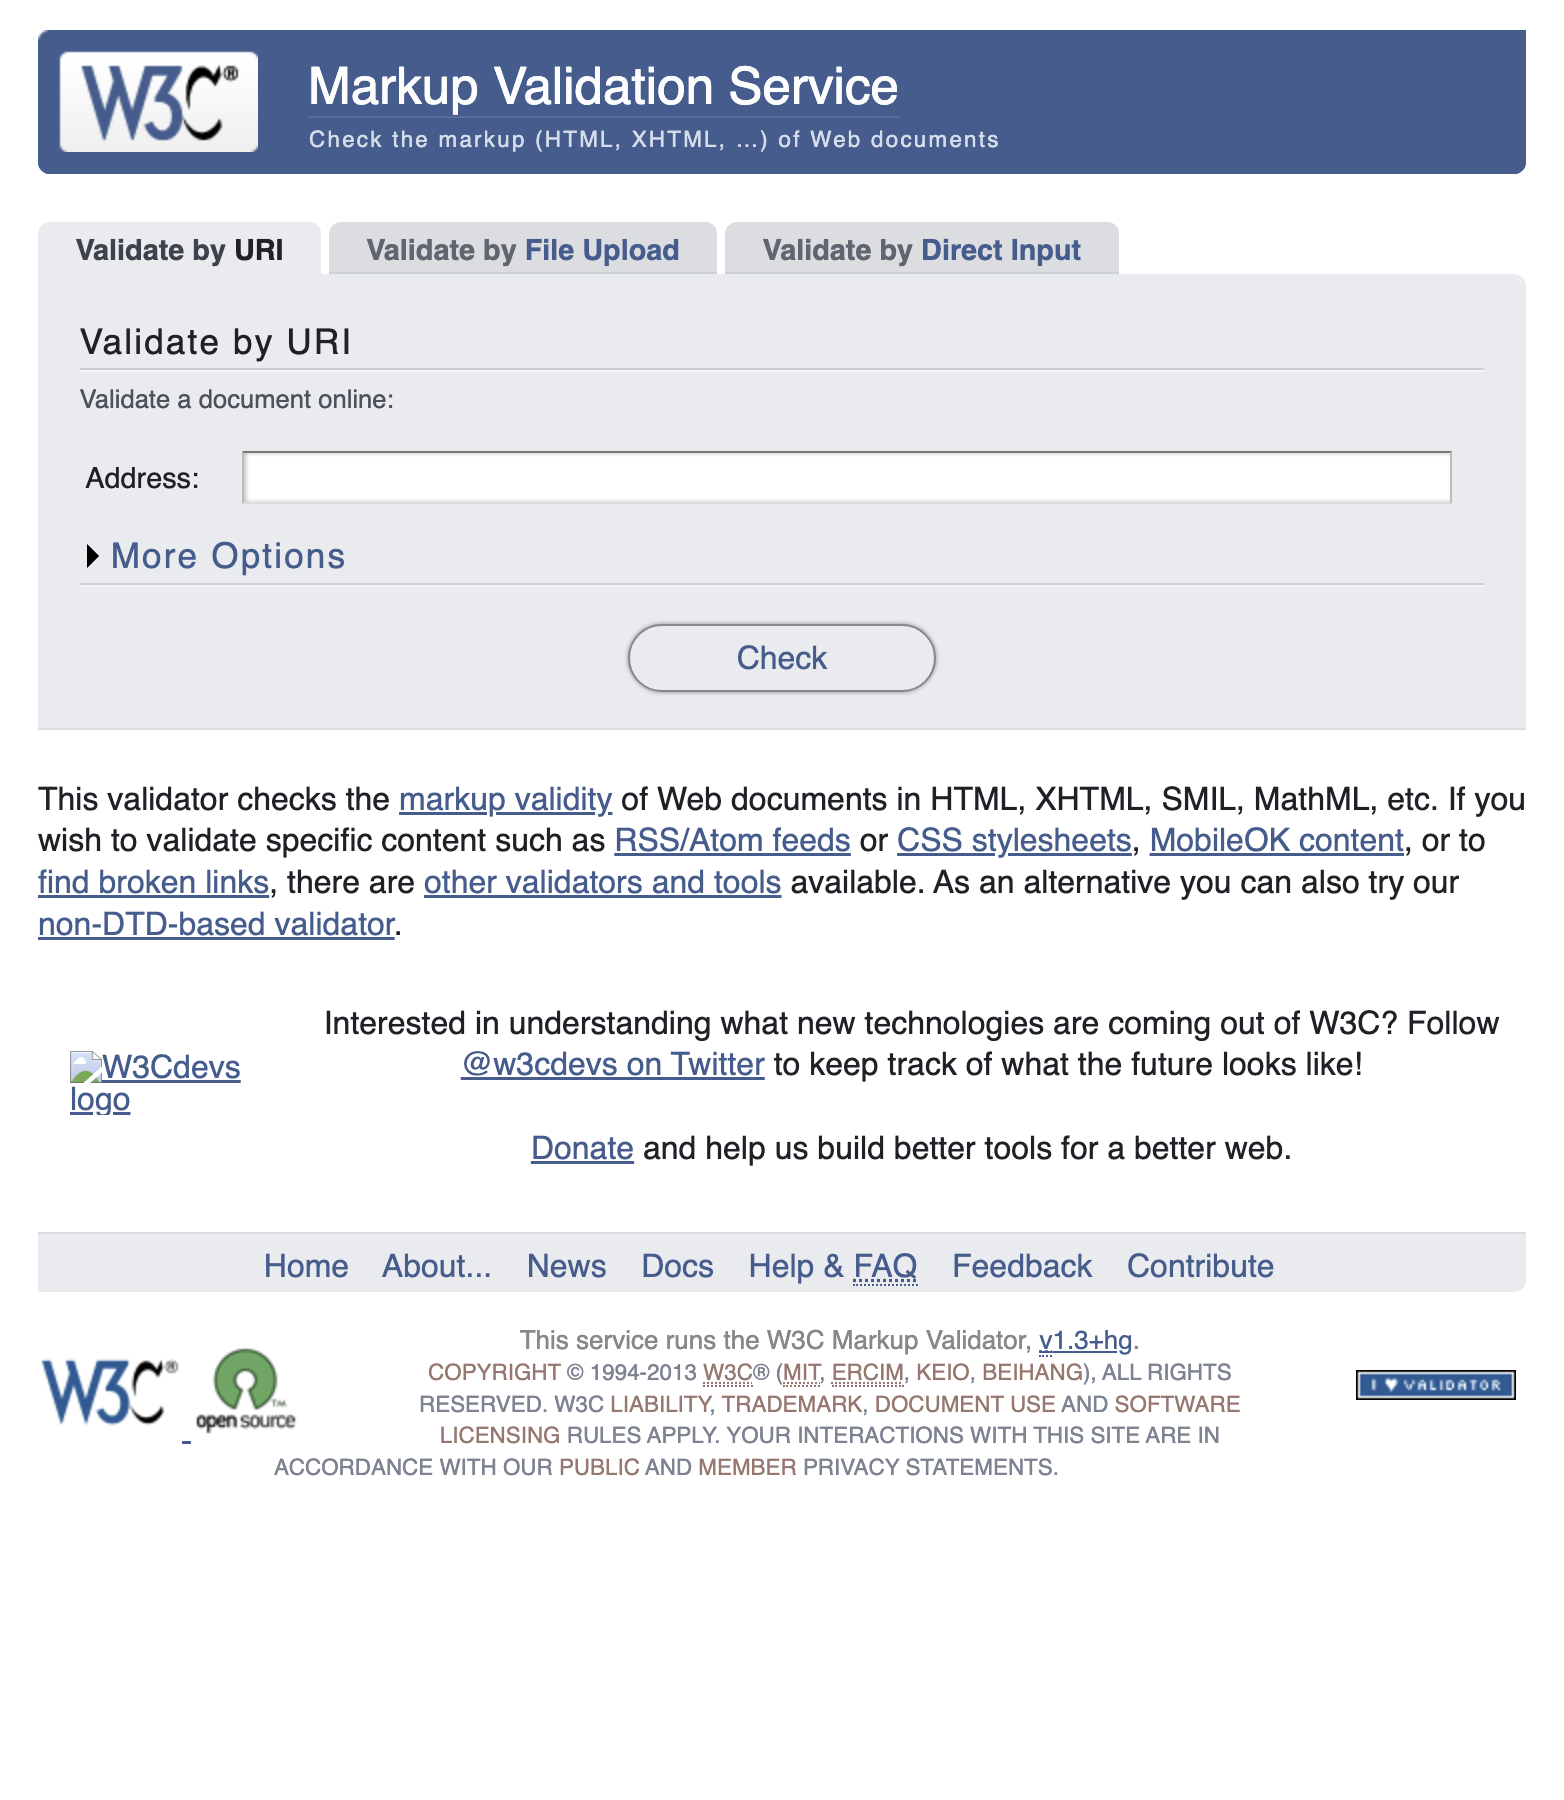 W3C®
Markup Validation Service
Check the markup (HTML, XHTML, …) of Web documents
Validate by URI
Validate by File Upload
Validate by Direct Input
Validate by URI
Validate a document online:
Address:
More Options
Check
This validator checks the markup validity of Web documents in HTML, XHTML, SMIL, MathML, etc. If you
wish to validate specific content such as RSS/Atom feeds or CSS stylesheets, MobileOK content, or to
find broken links, there are other validators and tools available. As an alternative you can also try our
non-DTD-based validator.
W3Cdevs
logo
Interested in understanding what new technologies are coming out of W3C? Follow
@w3cdevs on Twitter to keep track of what the future looks like!
Donate and help us build better tools for a better web.
Home About... News Docs Help & FAQ Feedback Contribute
W3C®
open source™
This service runs the W3C Markup Validator, v1.3+hg.
COPYRIGHT © 1994-2013 W3C® (MIT, ERCIM, KEIO, BEIHANG), ALL RIGHTS
RESERVED. W3C LIABILITY, TRADEMARK, DOCUMENT USE AND SOFTWARE
LICENSING RULES APPLY. YOUR INTERACTIONS WITH THIS SITE ARE IN
ACCORDANCE WITH OUR PUBLIC AND MEMBER PRIVACY STATEMENTS.
I ♥ VALIDATOR